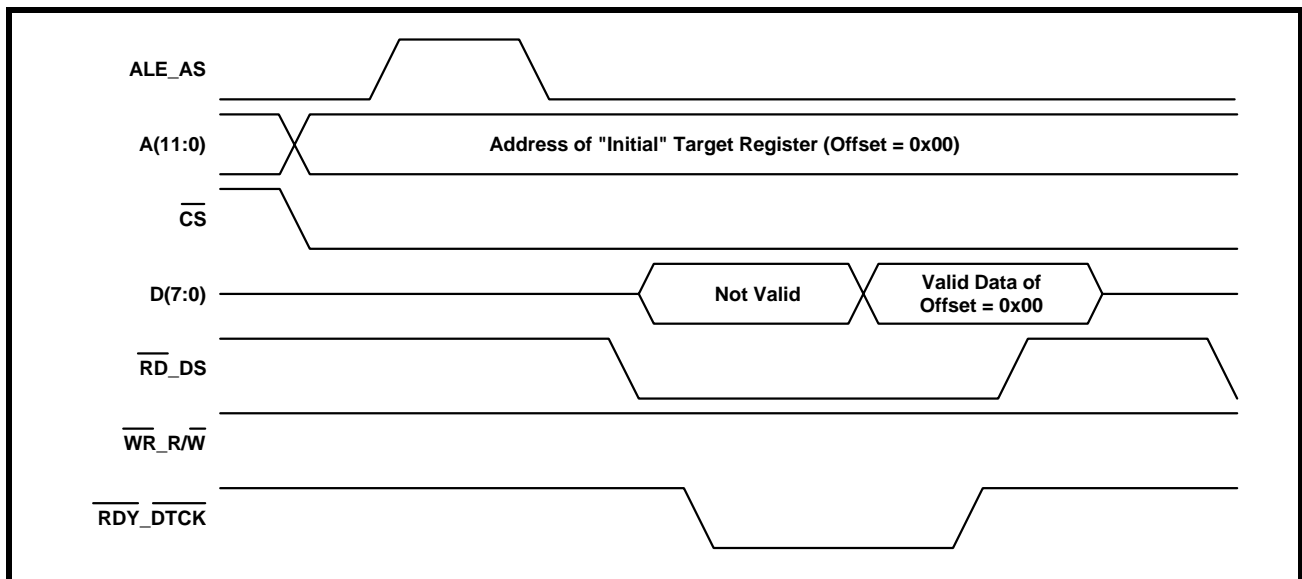 ALE_AS
A(11:0)
Address of "Initial" Target Register (Offset = 0x00)
CS
D(7:0)
Not Valid
Valid Data of
Offset = 0x00
RD_DS
WR_R/W
RDY_DTCK